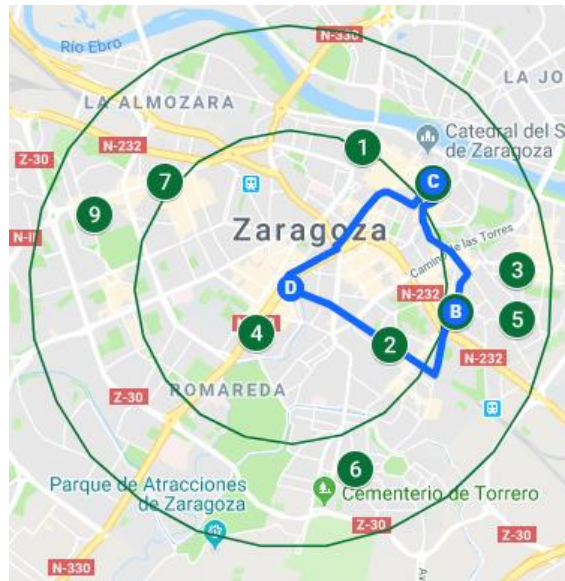 N-330
Río Ebro
LA JO
LA ALMOZARA
Z-30
N-232
1
Catedral del S
de Zaragoza
7
C
9
Zaragoza
N-II
Camino de las Torres
3
D
N-232
B
5
4
2
N-232
ROMAREDA
Z-30
6
Parque de Atracciones
de Zaragoza
Cementerio de Torrero
Z-30
N-330
Av